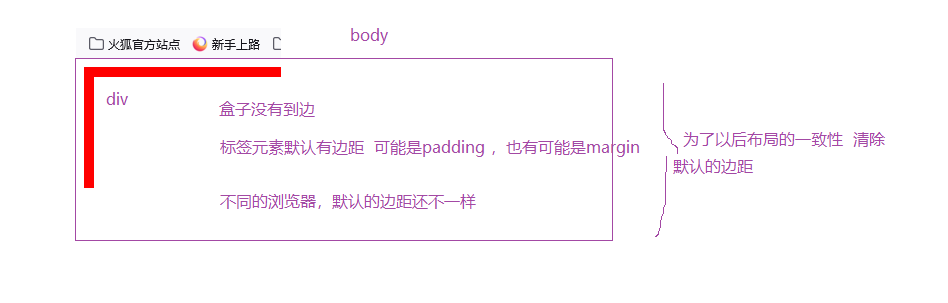 body
火狐官方站点 新手上路
div
盒子没有到边
标签元素默认有边距 可能是padding ，也有可能是margin
为了以后布局的一致性 清除
默认的边距
不同的浏览器，默认的边距还不一样